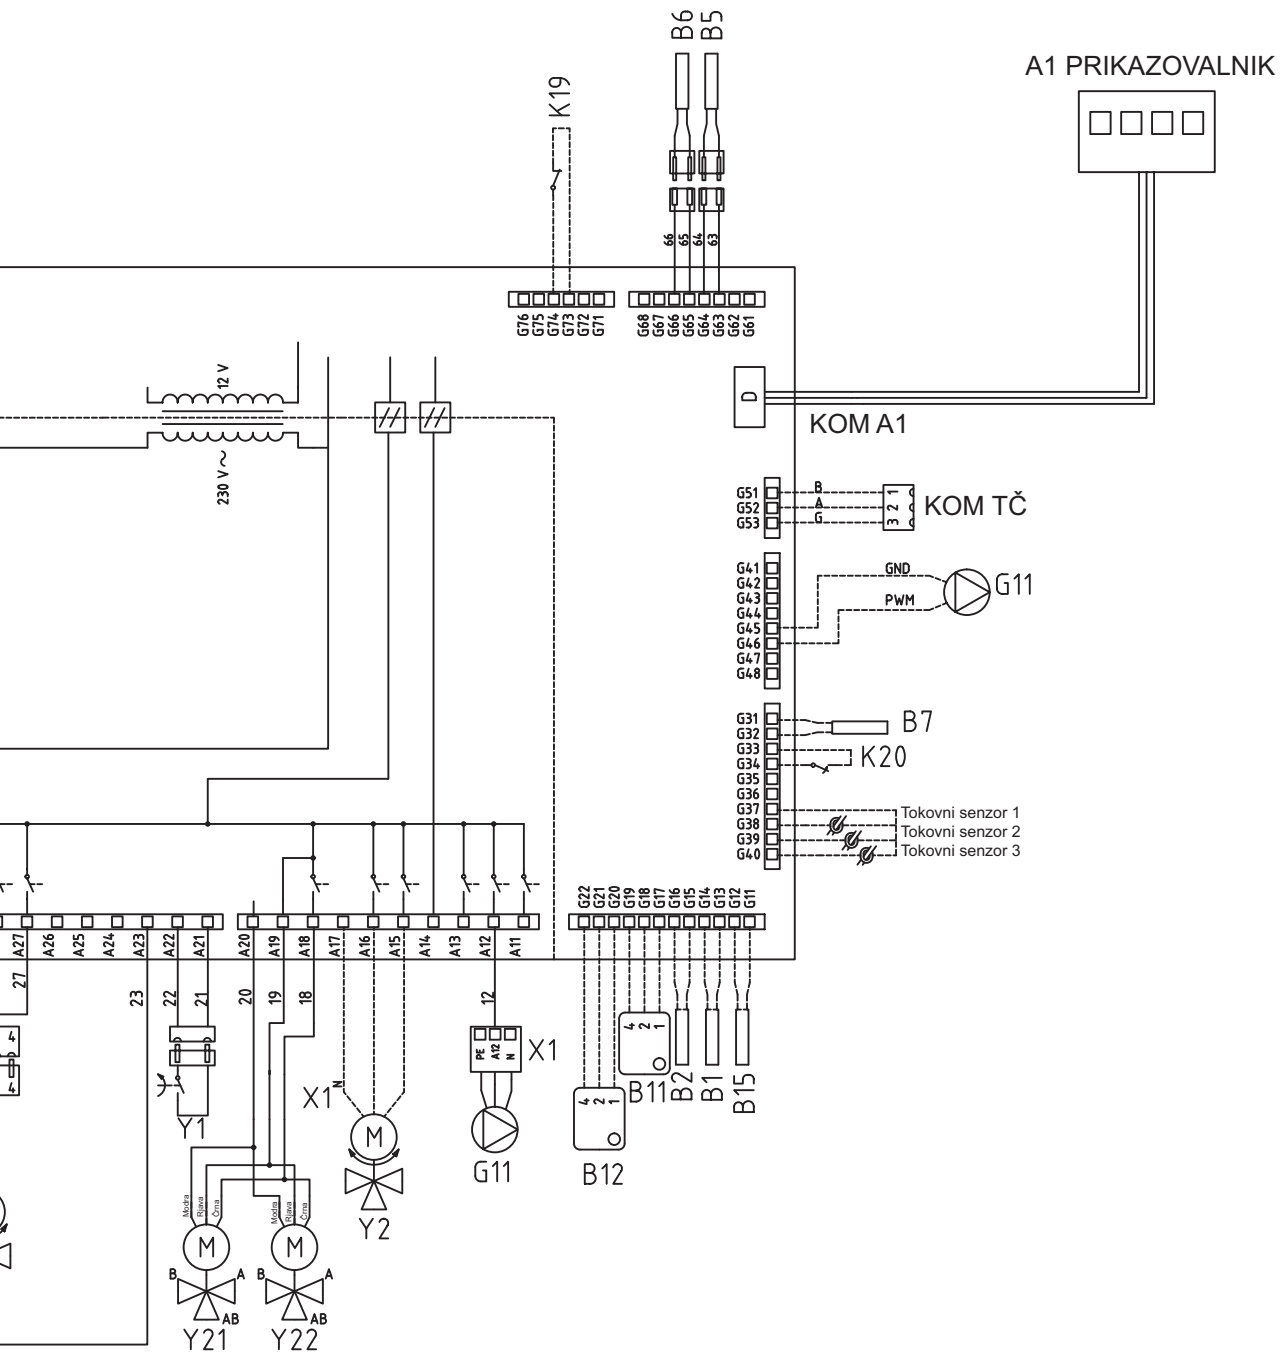 B6
B5
K19
A1 PRIKAZOVALNIK
66
65
64
63
G76
G75
G74
G73
G72
G71
G68
G67
G66
G65
G64
G63
G62
G61
12 V
230 V ~
D
KOM A1
G51
G52
G53
B
A
G
1
2
3
KOM TČ
G41
G42
G43
G44
G45
G46
G47
G48
GND
PWM
G11
G31
G32
G33
G34
G35
G36
G37
G38
G39
G40
B7
K20
Tokovni senzor 1
Tokovni senzor 2
Tokovni senzor 3
G22
G21
G20
G19
G18
G17
G16
G15
G14
G13
G12
G11
A27
A26
A25
A24
A23
A22
A21
A20
A19
A18
A17
A16
A15
A14
A13
A12
A11
27
23
22
21
20
19
18
12
4
4
Y1
X1
N
M
Y2
PE
A12
N
X1
G11
4
2
1
B12
4
2
1
B11
B2
B1
B15
Modra
Rjava
Črna
Modra
Rjava
Črna
M
M
B
A
AB
B
A
AB
Y21
Y22